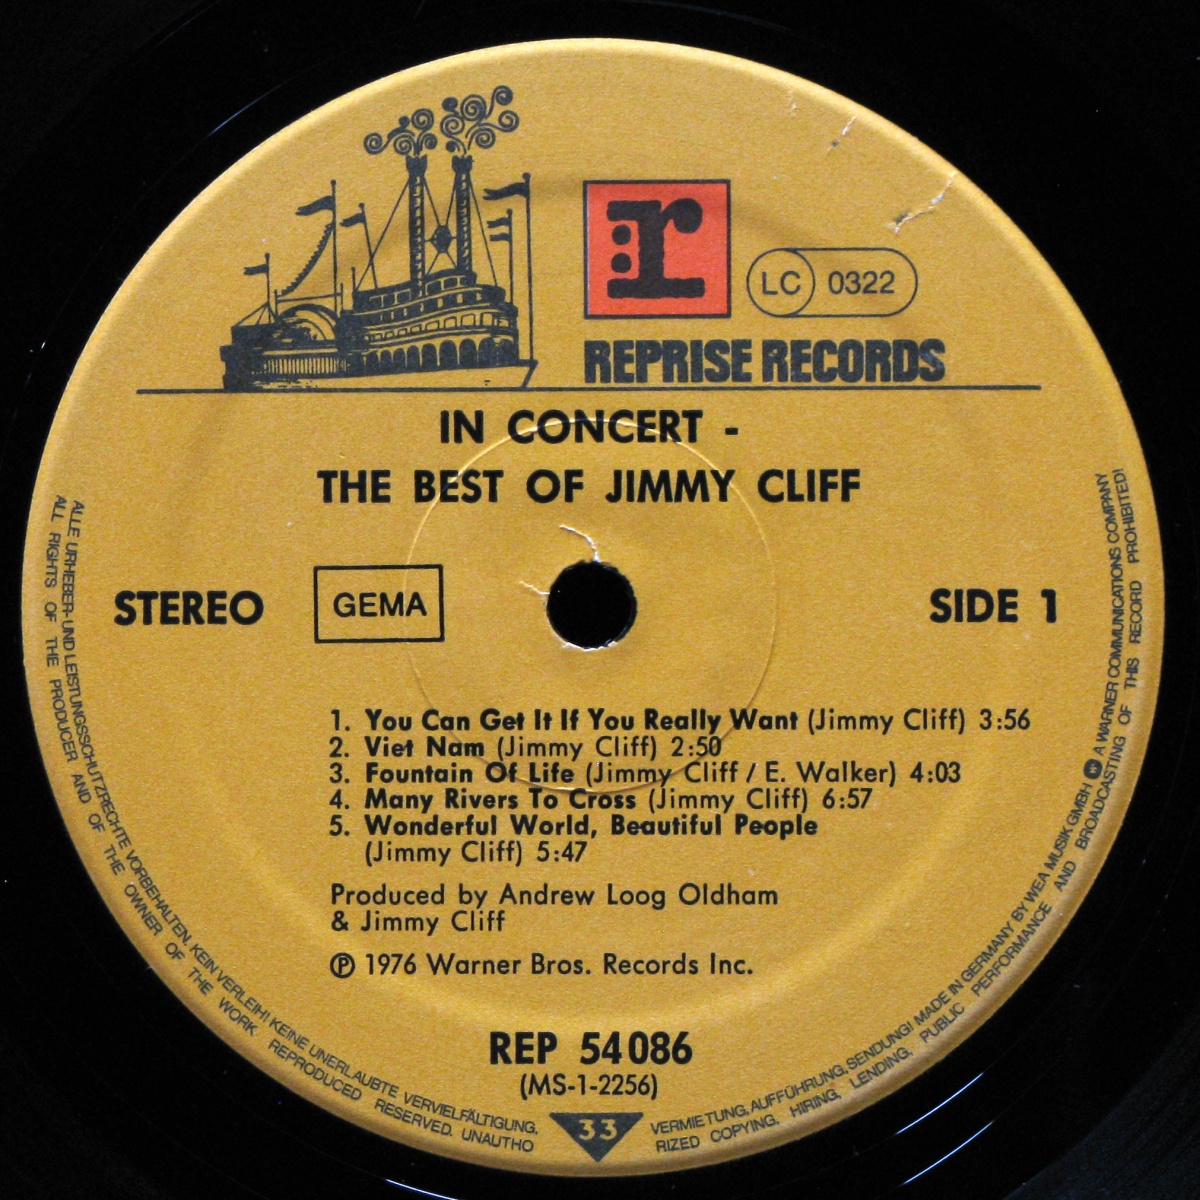 r
LC 0322
REPRISE RECORDS
IN CONCERT -
THE BEST OF JIMMY CLIFF
STEREO
GEMA
SIDE 1
1. You Can Get It If You Really Want (Jimmy Cliff) 3:56
2. Viet Nam (Jimmy Cliff) 2:50
3. Fountain Of Life (Jimmy Cliff / E. Walker) 4:03
4. Many Rivers To Cross (Jimmy Cliff) 6:57
5. Wonderful World, Beautiful People
(Jimmy Cliff) 5:47
Produced by Andrew Loog Oldham
& Jimmy Cliff
℗ 1976 Warner Bros. Records Inc.
REP 54 086
(MS-1-2256)
33
ALLE URHEBER- UND LEISTUNGSSCHUTZRECHTE VORBEHALTEN. KEIN VERLEIH! KEINE UNERLAUBTE VERVIELFÄLTIGUNG, VERMIETUNG, AUFFÜHRUNG, SENDUNG! MADE IN GERMANY BY WEA MUSIK GMBH A WARNER COMMUNICATIONS COMPANY
ALL RIGHTS OF THE PRODUCER AND OF THE OWNER OF THE WORK REPRODUCED RESERVED. UNAUTHO RIZED COPYING, HIRING, LENDING, PUBLIC PERFORMANCE AND BROADCASTING OF THIS RECORD PROHIBITED!